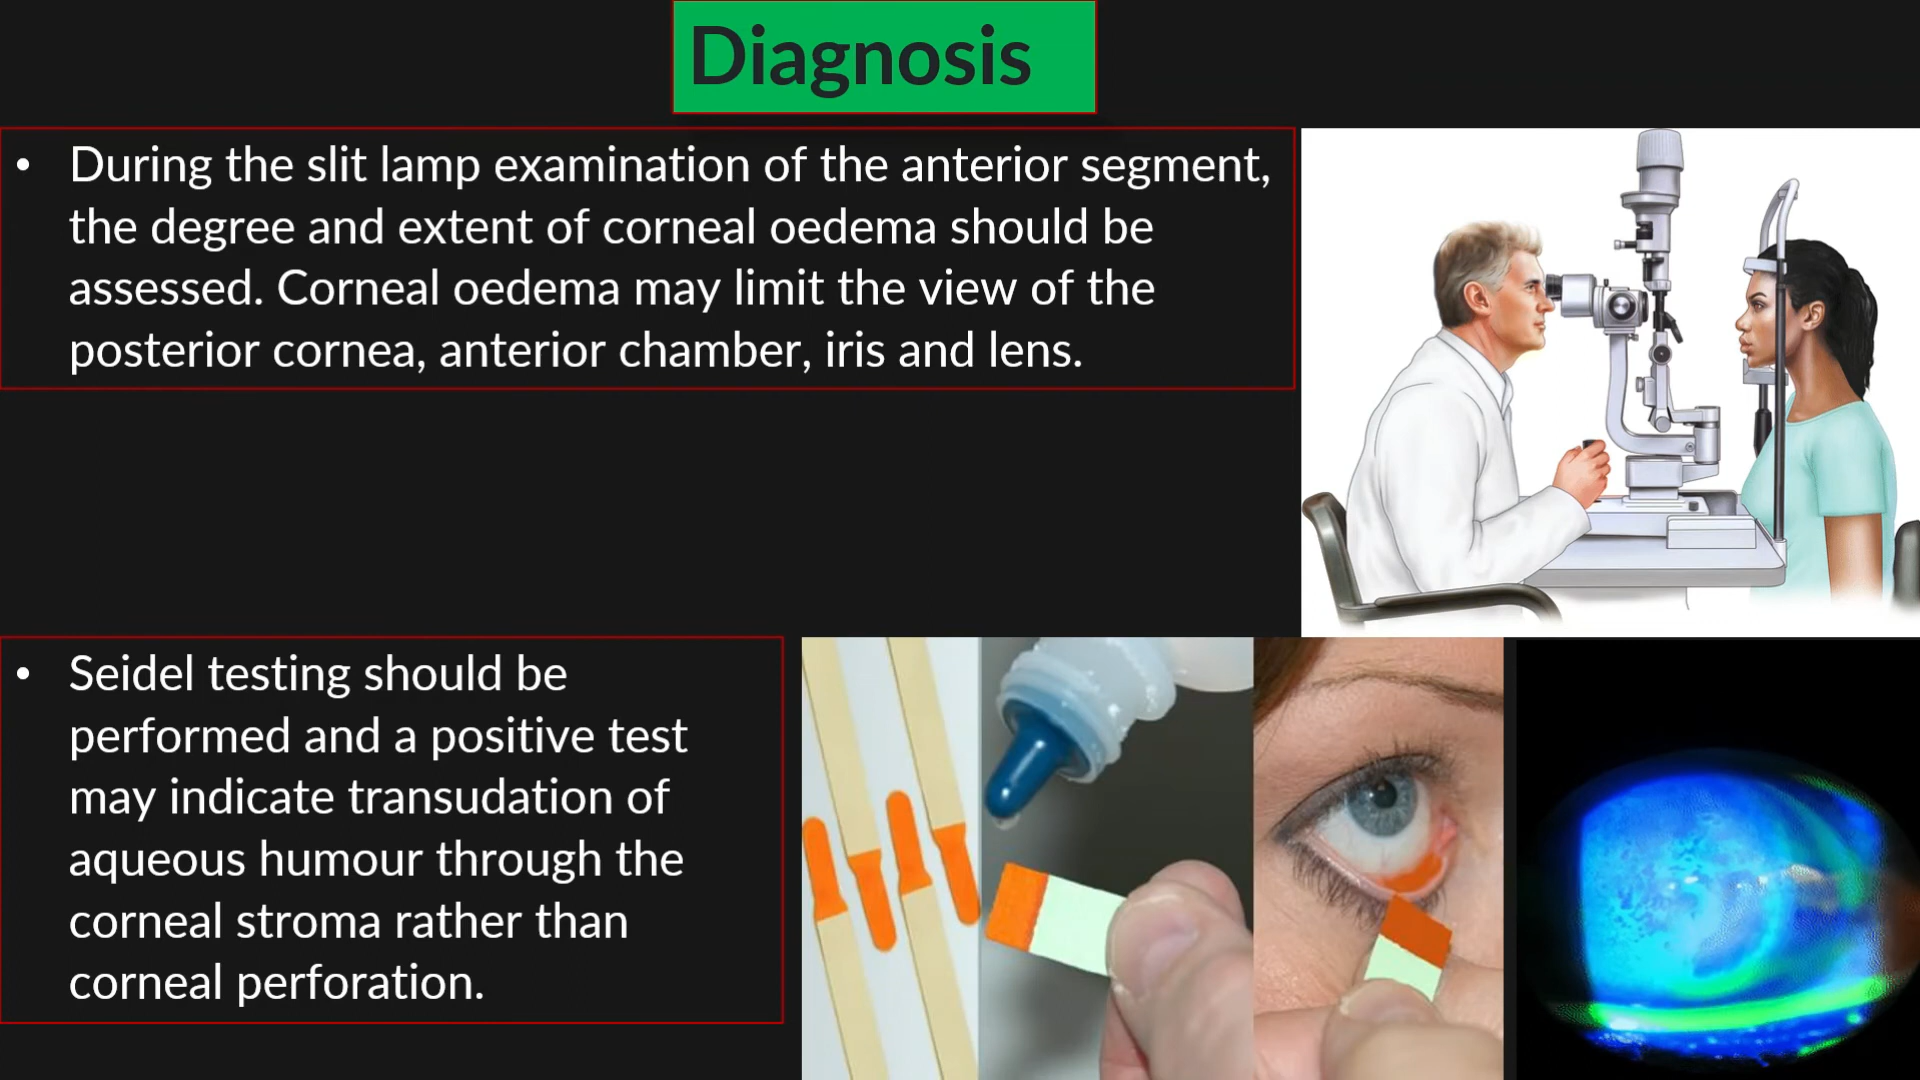 Diagnosis
• During the slit lamp examination of the anterior segment,
the degree and extent of corneal oedema should be
assessed. Corneal oedema may limit the view of the
posterior cornea, anterior chamber, iris and lens.
• Seidel testing should be
performed and a positive test
may indicate transudation of
aqueous humour through the
corneal stroma rather than
corneal perforation.